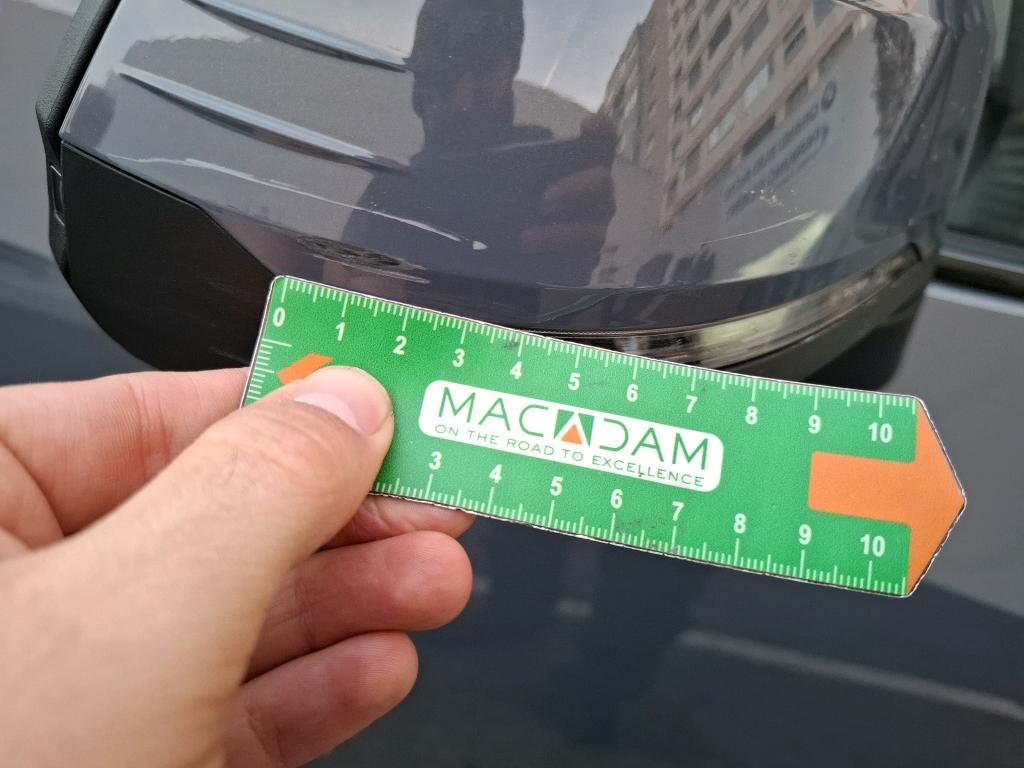 0 1 2 3 4 5 6 7 8 9 10
MACADAM
ON THE ROAD TO EXCELLENCE
3 4 5 6 7 8 9 10